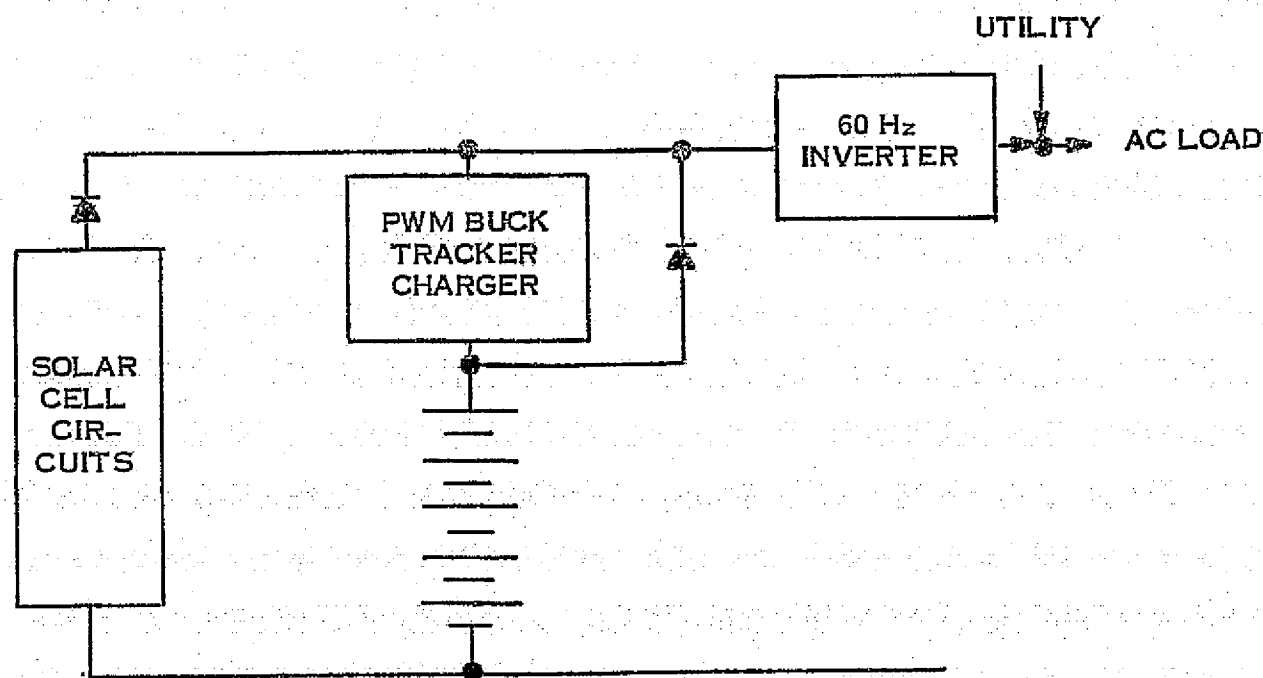 UTILITY
60 Hz
INVERTER
AC LOAD
PWM BUCK
TRACKER
CHARGER
SOLAR
CELL
CIR-
CUITS